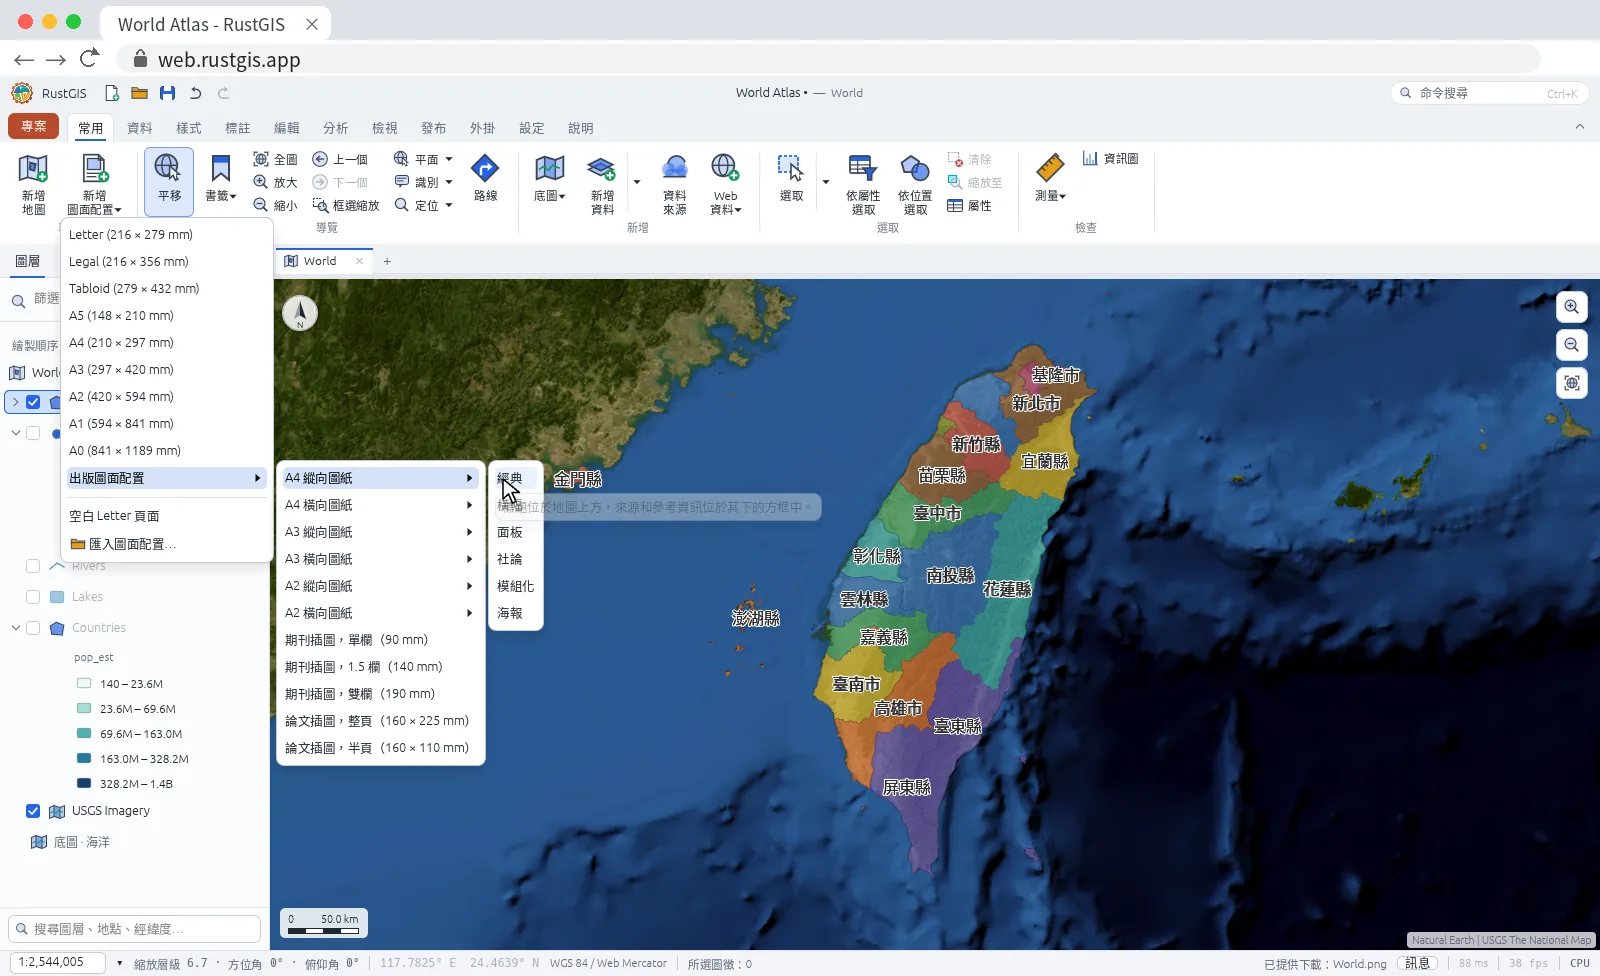 World Atlas - RustGIS
web.rustgis.app
RustGIS
World Atlas • — World
命令搜尋
Ctrl+K
專案
常用
資料
樣式
標註
編輯
分析
檢視
發布
外掛
設定
說明
新增
地圖
新增
圖面配置
平移
書籤
全圖
放大
縮小
上一個
下一個
框選縮放
平面
識別
定位
路線
導覽
底圖
新增
資料
資料
來源
Web
資料
新增
選取
依屬性
選取
依位置
選取
清除
縮放至
屬性
選取
測量
資訊圖
檢查
圖層
World
篩選
繪製順序
Letter (216 × 279 mm)
Legal (216 × 356 mm)
Tabloid (279 × 432 mm)
A5 (148 × 210 mm)
A4 (210 × 297 mm)
A3 (297 × 420 mm)
A2 (420 × 594 mm)
A1 (594 × 841 mm)
A0 (841 × 1189 mm)
出版圖面配置
空白 Letter 頁面
匯入圖面配置…
A4 縱向圖紙
A4 橫向圖紙
A3 縱向圖紙
A3 橫向圖紙
A2 縱向圖紙
A2 橫向圖紙
期刊插圖，單欄（90 mm）
期刊插圖，1.5 欄（140 mm）
期刊插圖，雙欄（190 mm）
論文插圖，整頁（160 × 225 mm）
論文插圖，半頁（160 × 110 mm）
經典
面板
社論
模組化
海報
位於地圖上方，來源和參考資訊位於其下的方框中。
Rivers
Lakes
Countries
pop_est
140 – 23.6M
23.6M – 69.6M
69.6M – 163.0M
163.0M – 328.2M
328.2M – 1.4B
USGS Imagery
底圖 · 海洋
搜尋圖層、地點、經緯度…
N
基隆市
新北市
新竹縣
宜蘭縣
苗栗縣
金門縣
臺中市
彰化縣
南投縣
花蓮縣
雲林縣
澎湖縣
嘉義縣
臺南市
高雄市
臺東縣
屏東縣
0 50.0 km
Natural Earth | USGS The National Map
1:2,544,005
縮放層級 6.7 · 方位角 0° · 俯仰角 0°
117.7825° E 24.4639° N
WGS 84 / Web Mercator
所選圖徵：0
已提供下載：World.png
訊息
88 ms
38 fps
CPU